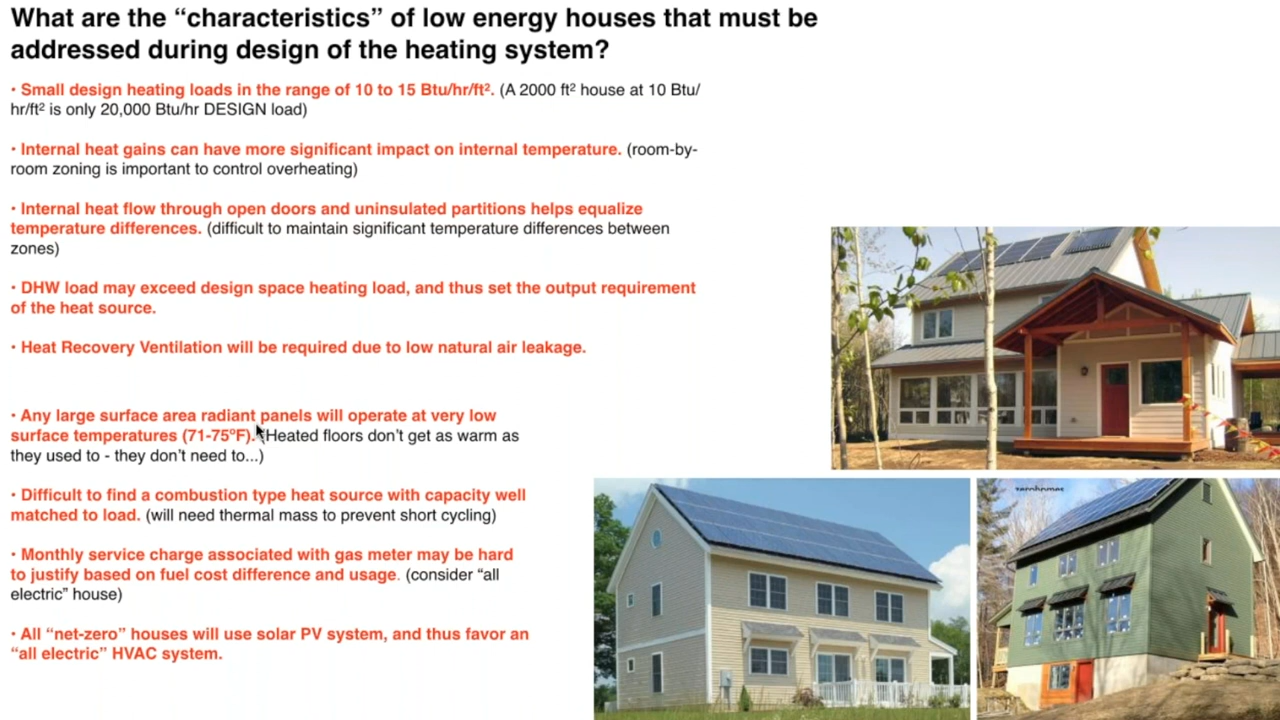 What are the “characteristics” of low energy houses that must be
addressed during design of the heating system?
• Small design heating loads in the range of 10 to 15 Btu/hr/ft². (A 2000 ft² house at 10 Btu/
hr/ft² is only 20,000 Btu/hr DESIGN load)
• Internal heat gains can have more significant impact on internal temperature. (room-by-
room zoning is important to control overheating)
• Internal heat flow through open doors and uninsulated partitions helps equalize
temperature differences. (difficult to maintain significant temperature differences between
zones)
• DHW load may exceed design space heating load, and thus set the output requirement
of the heat source.
• Heat Recovery Ventilation will be required due to low natural air leakage.
• Any large surface area radiant panels will operate at very low
surface temperatures (71-75ºF). (Heated floors don’t get as warm as
they used to - they don’t need to...)
• Difficult to find a combustion type heat source with capacity well
matched to load. (will need thermal mass to prevent short cycling)
• Monthly service charge associated with gas meter may be hard
to justify based on fuel cost difference and usage. (consider “all
electric” house)
• All “net-zero” houses will use solar PV system, and thus favor an
“all electric” HVAC system.